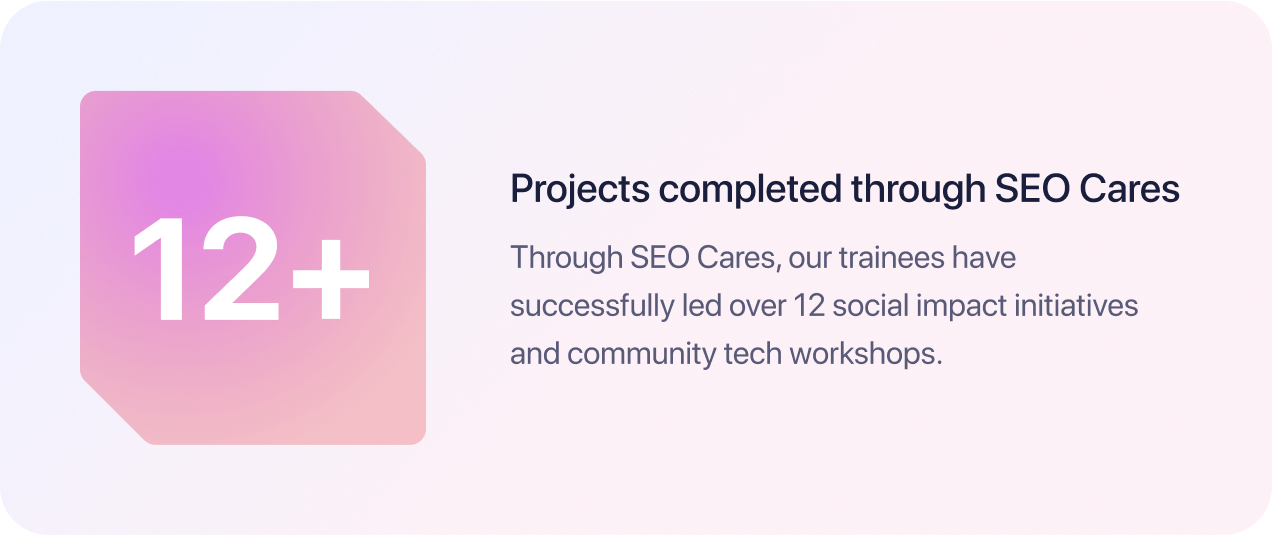 12+
Projects completed through SEO Cares
Through SEO Cares, our trainees have
successfully led over 12 social impact initiatives
and community tech workshops.